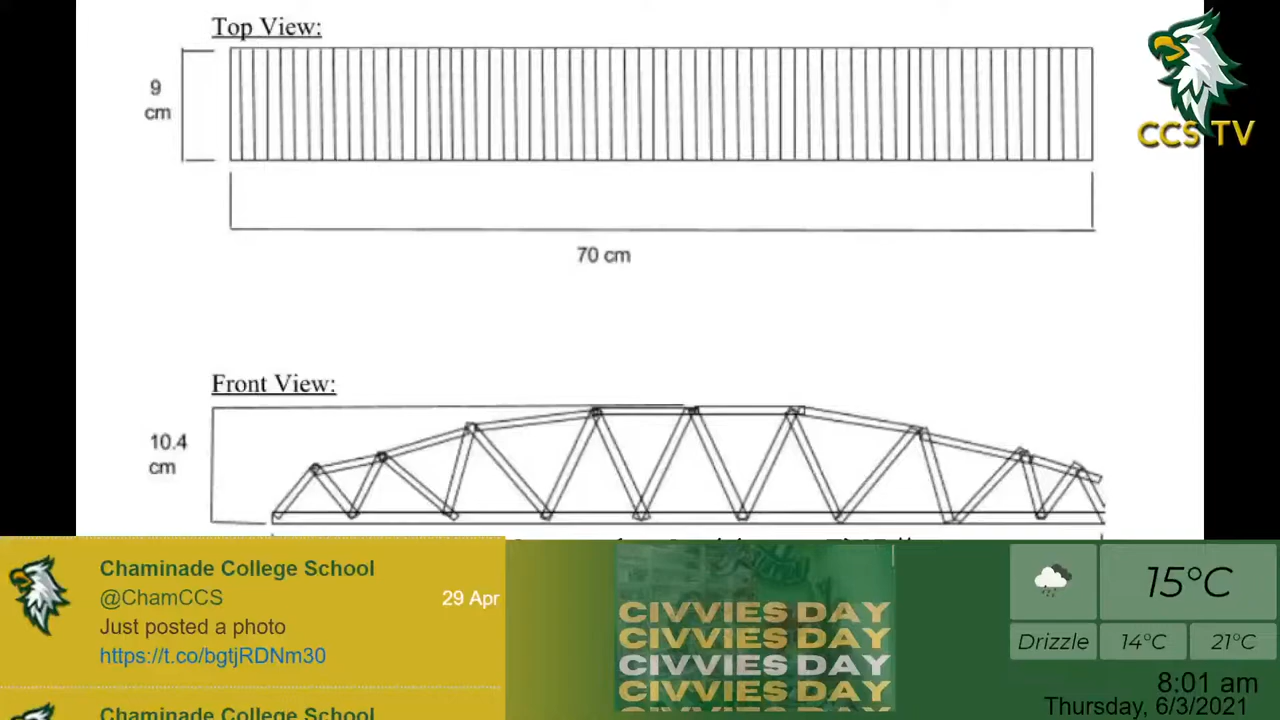 Top View:
9
cm
CCS TV
70 cm
Front View:
10.4
cm
Chaminade College School
@ChamCCS
29 Apr
Just posted a photo
https://t.co/bgtjRDNm30
Chaminade College School
CIVVIES DAY
CIVVIES DAY
CIVVIES DAY
CIVVIES DAY
15°C
Drizzle
14°C
21°C
8:01 am
Thursday, 6/3/2021